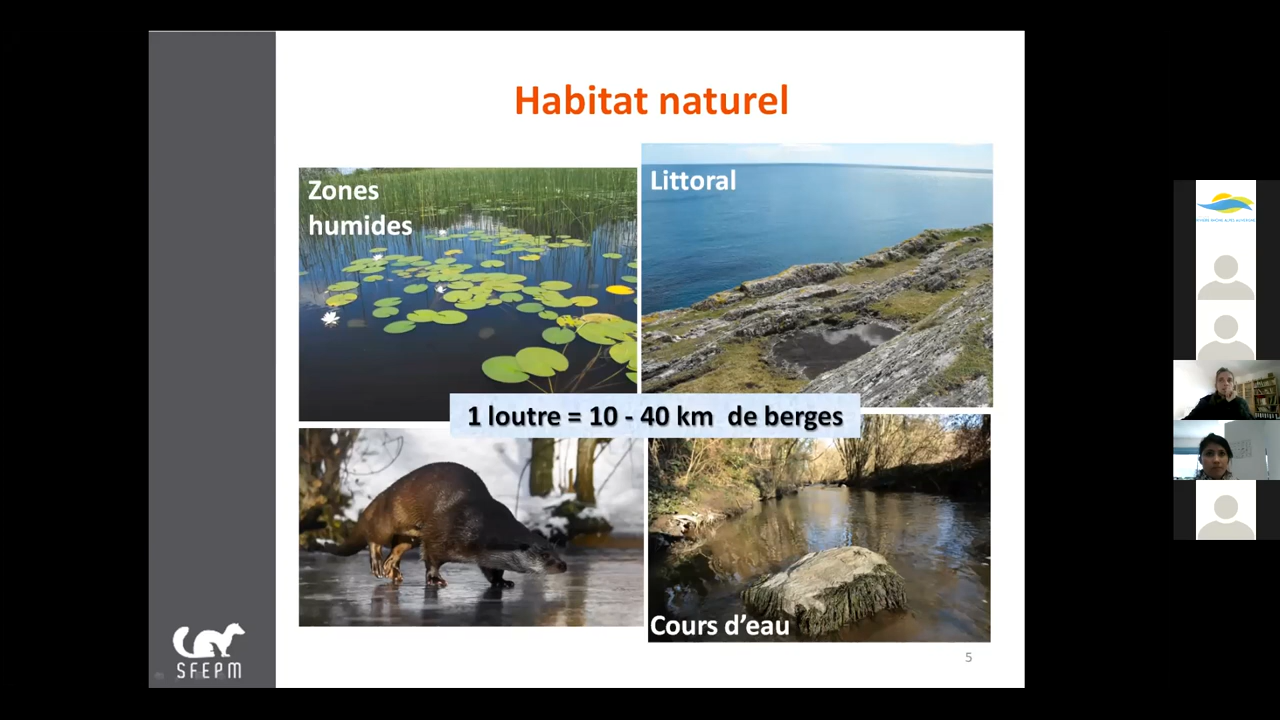 Habitat naturel
Zones
humides
Littoral
1 loutre = 10 - 40 km de berges
Cours d’eau
SFEPM
5